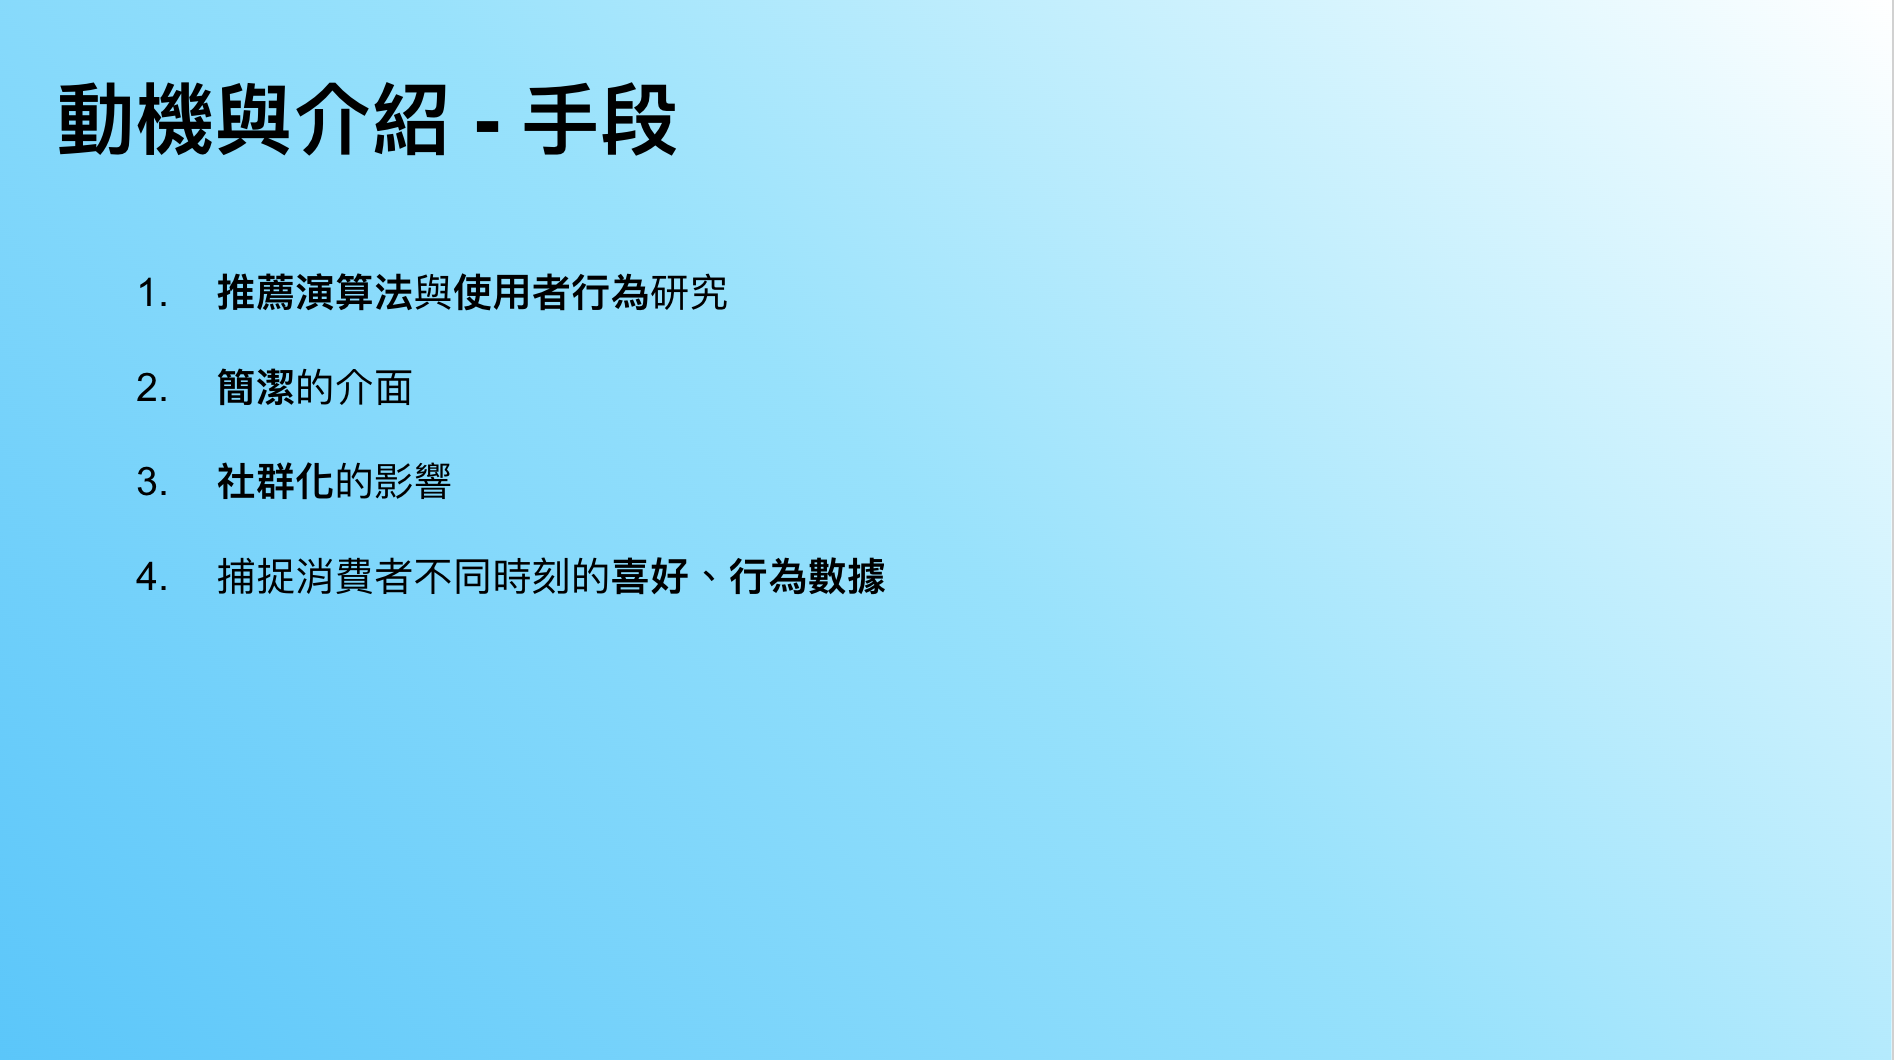 動機與介紹 - 手段
1. 推薦演算法與使用者行為研究
2. 簡潔的介面
3. 社群化的影響
4. 捕捉消費者不同時刻的喜好、行為數據